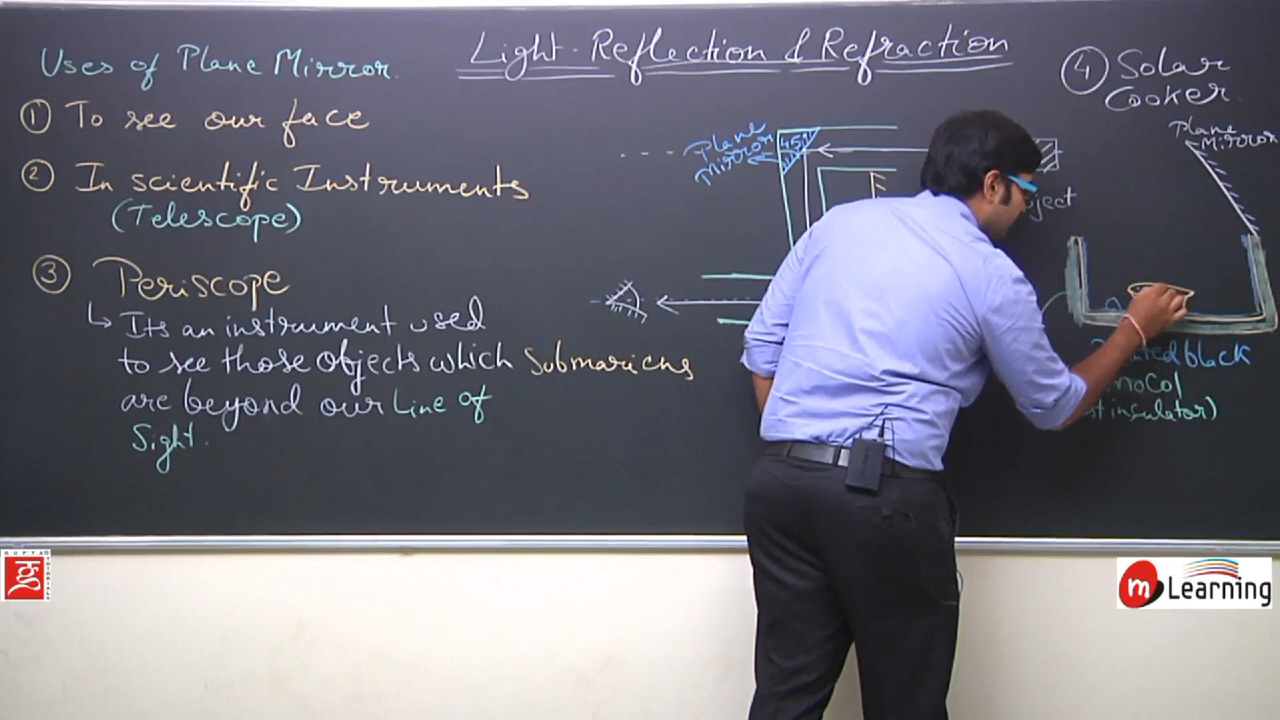 Light - Reflection & Refraction
Uses of Plane Mirror.
① To see our face
② In scientific Instruments
(Telescope)
③ Periscope
↳ Its an instrument used
to see those objects which
are beyond our Line of
Sight.
Submarines
Plane
Mirror
45°
④ Solar
Cooker.
Plane
Mirror
black
GUPTA
TUTORIALS
m Learning